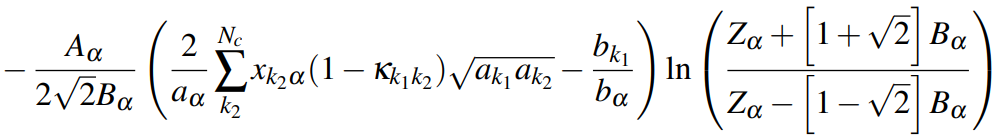 $$-\frac{A_\alpha}{2\sqrt{2}B_\alpha}\left(\frac{2}{a_\alpha}\sum_{k_2}^{N_c}x_{k_2\alpha}(1-\kappa_{k_1k_2})\sqrt{a_{k_1}a_{k_2}}-\frac{b_{k_1}}{b_\alpha}\right)\ln\left(\frac{Z_\alpha+\left[1+\sqrt{2}\right]B_\alpha}{Z_\alpha-\left[1-\sqrt{2}\right]B_\alpha}\right)$$